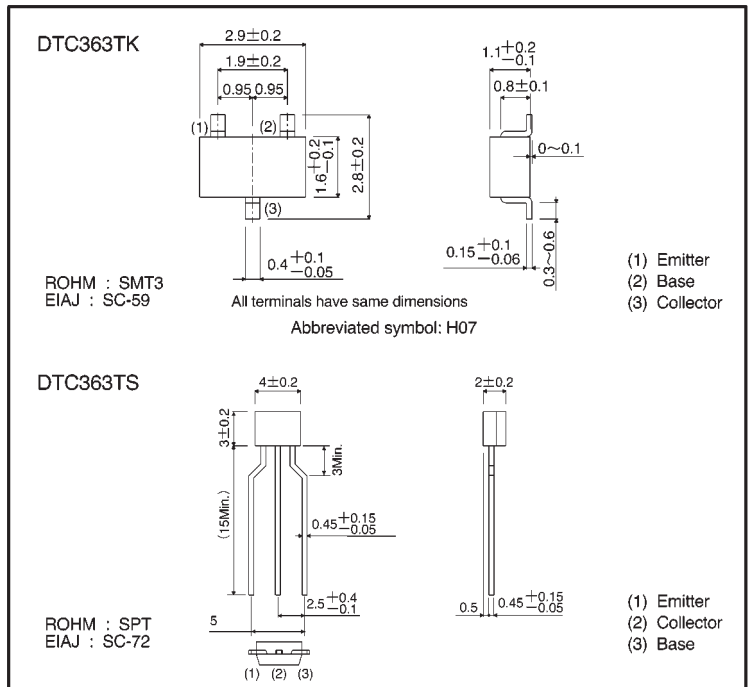 DTC363TK
2.9±0.2
1.9±0.2
0.95 0.95
(1)
(2)
(3)
1.6+0.2−0.1
2.8±0.2
0.4+0.1−0.05
1.1+0.2−0.1
0.8±0.1
0~0.1
0.15+0.1−0.06
0.3~0.6
ROHM : SMT3
EIAJ : SC-59
All terminals have same dimensions
Abbreviated symbol: H07
(1) Emitter
(2) Base
(3) Collector
DTC363TS
4±0.2
3±0.2
3Min.
(15Min.)
0.45+0.15−0.05
2.5+0.4−0.1
5
(1) (2) (3)
2±0.2
0.5
0.45+0.15−0.05
ROHM : SPT
EIAJ : SC-72
(1) Emitter
(2) Collector
(3) Base